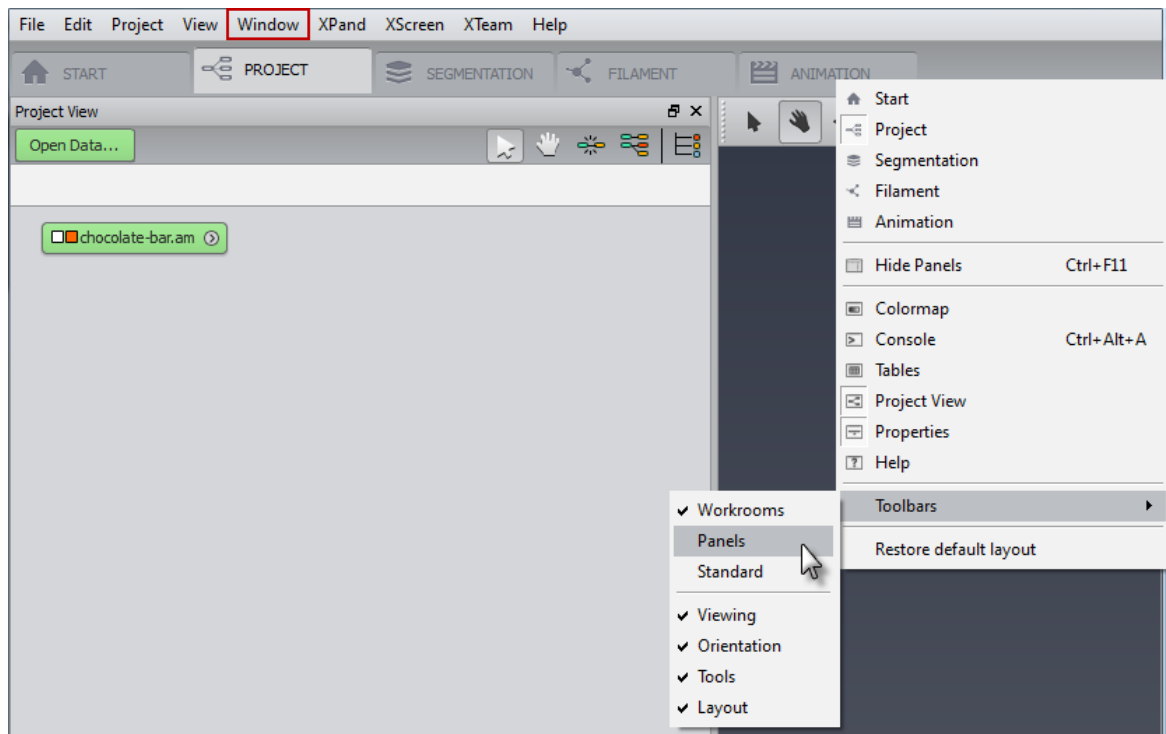 File Edit Project View Window XPand XScreen XTeam Help
START PROJECT SEGMENTATION FILAMENT ANIMATION
Project View
Open Data...
chocolate-bar.am
Start
Project
Segmentation
Filament
Animation
Hide Panels Ctrl+F11
Colormap
Console Ctrl+Alt+A
Tables
Project View
Properties
Help
Toolbars
Restore default layout
Workrooms
Panels
Standard
Viewing
Orientation
Tools
Layout